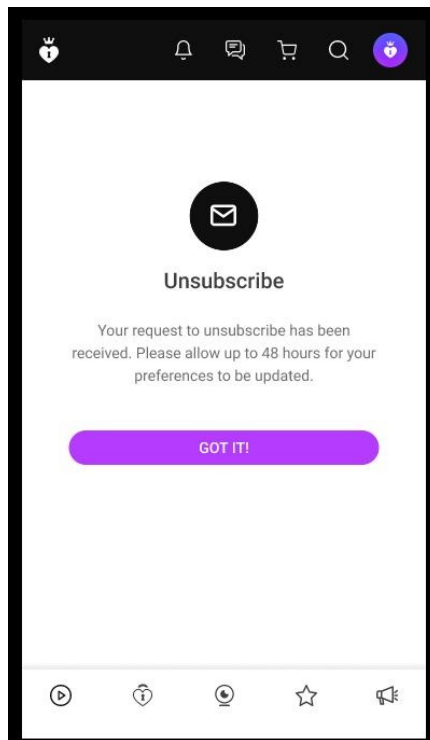 Unsubscribe
Your request to unsubscribe has been
received. Please allow up to 48 hours for your
preferences to be updated.
GOT IT!